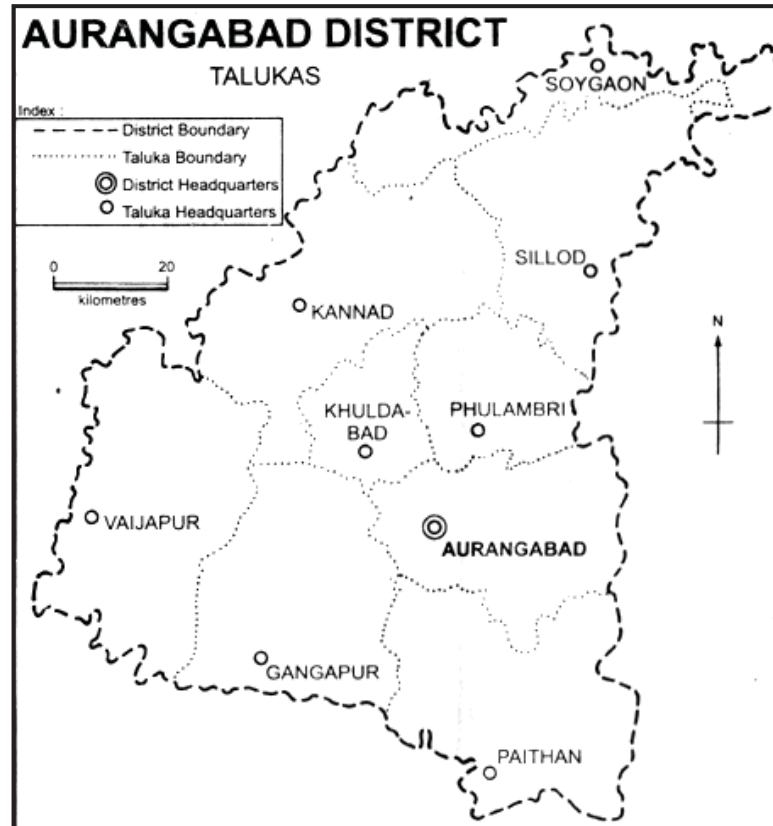 AURANGABAD DISTRICT
TALUKAS
Index :
District Boundary
Taluka Boundary
District Headquarters
Taluka Headquarters
0 20
kilometres
N
SOYGAON
SILLOD
KANNAD
KHULDA-
BAD
PHULAMBRI
VAIJAPUR
AURANGABAD
GANGAPUR
PAITHAN